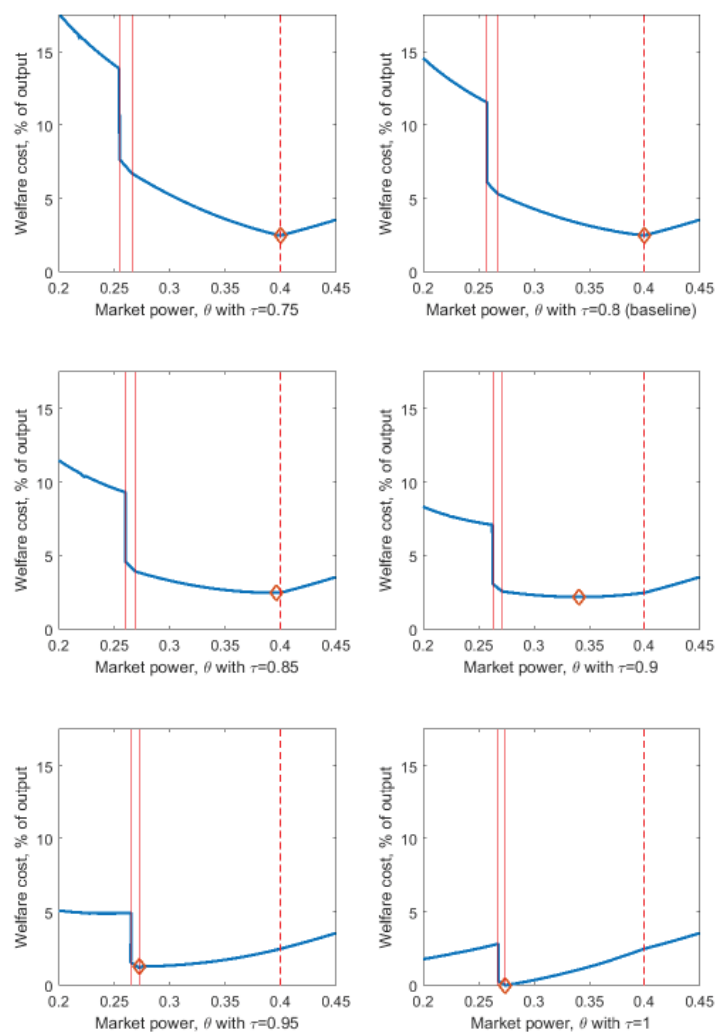 15
10
5
0
Welfare cost, % of output
0.2 0.25 0.3 0.35 0.4 0.45
Market power, θ with τ=0.75
15
10
5
0
Welfare cost, % of output
0.2 0.25 0.3 0.35 0.4 0.45
Market power, θ with τ=0.8 (baseline)
15
10
5
0
Welfare cost, % of output
0.2 0.25 0.3 0.35 0.4 0.45
Market power, θ with τ=0.85
15
10
5
0
Welfare cost, % of output
0.2 0.25 0.3 0.35 0.4 0.45
Market power, θ with τ=0.9
15
10
5
0
Welfare cost, % of output
0.2 0.25 0.3 0.35 0.4 0.45
Market power, θ with τ=0.95
15
10
5
0
Welfare cost, % of output
0.2 0.25 0.3 0.35 0.4 0.45
Market power, θ with τ=1